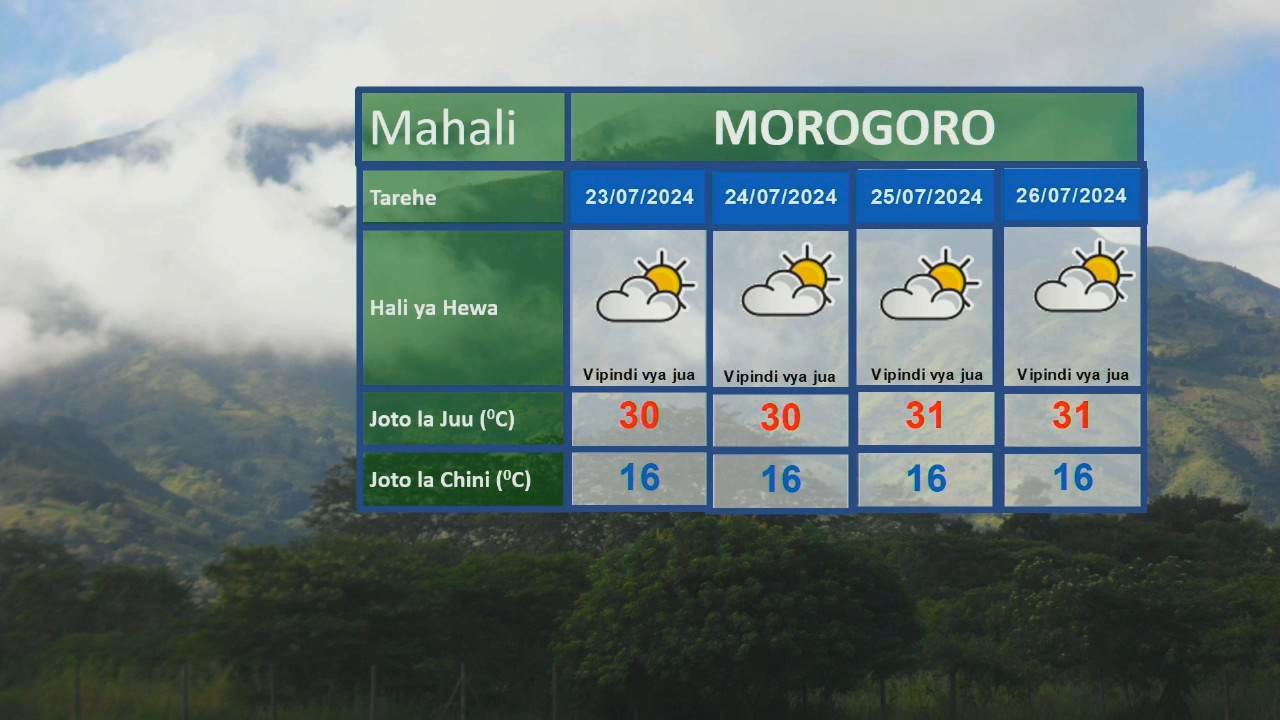 Mahali MOROGORO
Tarehe 23/07/2024 24/07/2024 25/07/2024 26/07/2024
Hali ya Hewa Vipindi vya jua Vipindi vya jua Vipindi vya jua Vipindi vya jua
Joto la Juu (⁰C) 30 30 31 31
Joto la Chini (⁰C) 16 16 16 16